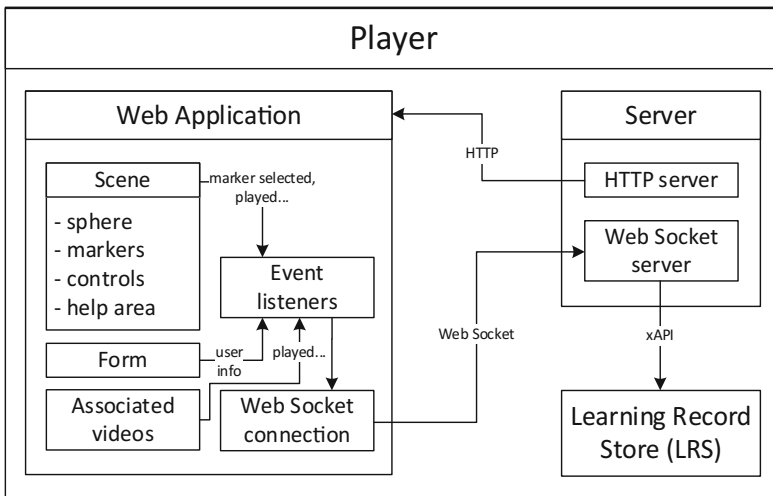 Player
Web Application
Scene
- sphere
- markers
- controls
- help area
marker selected,
played...
Event
listeners
Form
user
info
played...
Associated
videos
Web Socket
connection
HTTP
Web Socket
Server
HTTP server
Web Socket
server
xAPI
Learning Record
Store (LRS)